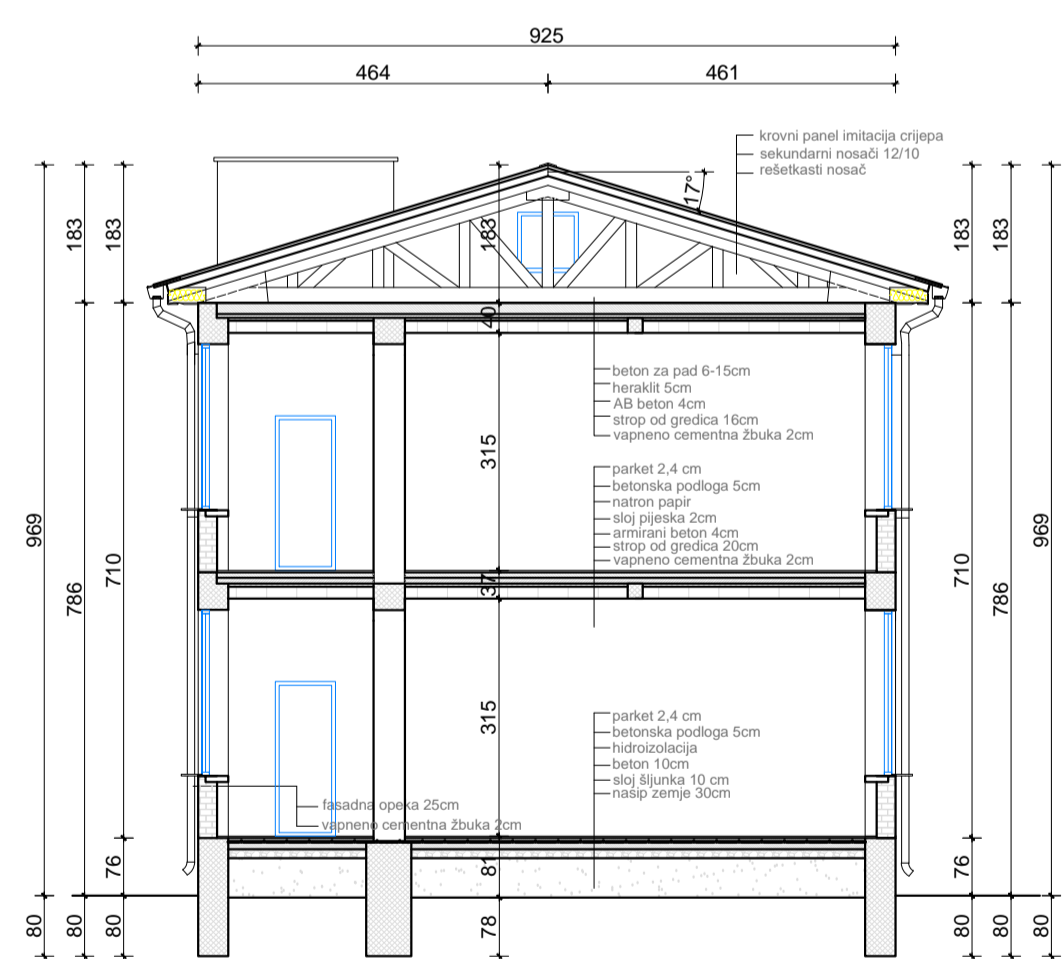 925
464
461
krovni panel imitacija crijepa
sekundarni nosači 12/10
rešetkasti nosač
17°
183
183
183
183
183
40
beton za pad 6-15cm
heraklit 5cm
AB beton 4cm
strop od gredica 16cm
vapneno cementna žbuka 2cm
315
parket 2,4 cm
betonska podloga 5cm
natron papir
sloj pijeska 2cm
armirani beton 4cm
strop od gredica 20cm
vapneno cementna žbuka 2cm
969
786
710
37
710
786
969
315
parket 2,4 cm
betonska podloga 5cm
hidroizolacija
beton 10cm
sloj šljunka 10 cm
nasip zemje 30cm
fasadna opeka 25cm
vapneno cementna žbuka 2cm
76
81
76
80
80
80
78
80
80
80